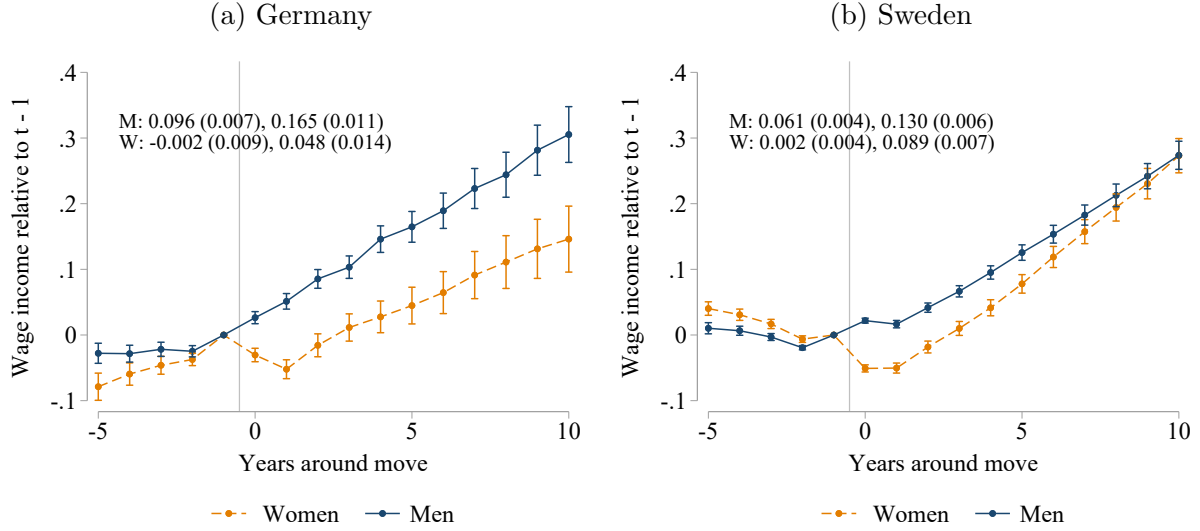 (a) Germany
Wage income relative to t - 1
.4
.3
.2
.1
0
-.1
M: 0.096 (0.007), 0.165 (0.011)
W: -0.002 (0.009), 0.048 (0.014)
-5
0
5
10
Years around move
Women
Men
(b) Sweden
Wage income relative to t - 1
.4
.3
.2
.1
0
-.1
M: 0.061 (0.004), 0.130 (0.006)
W: 0.002 (0.004), 0.089 (0.007)
-5
0
5
10
Years around move
Women
Men